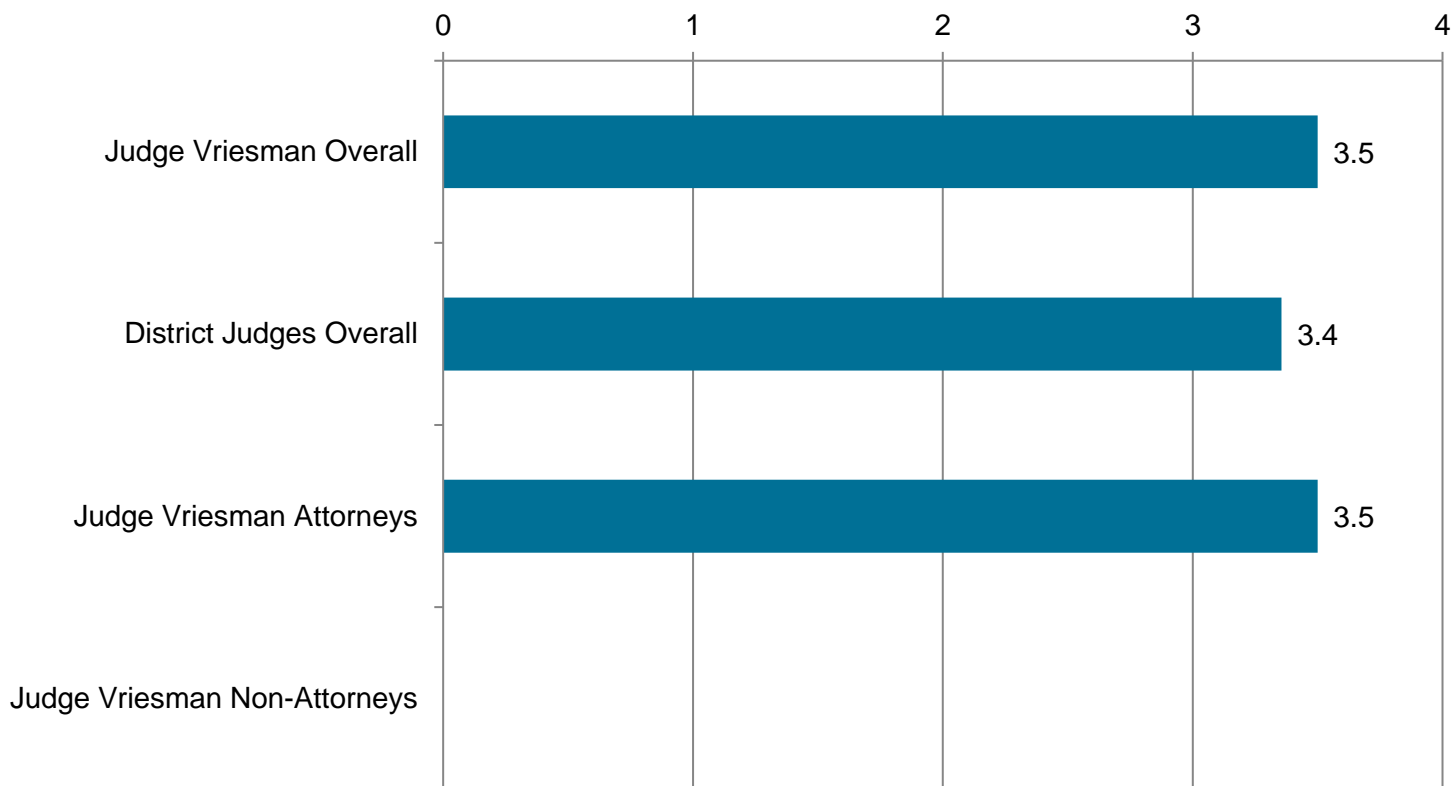 0 1 2 3 4
Judge Vriesman Overall 3.5
District Judges Overall 3.4
Judge Vriesman Attorneys 3.5
Judge Vriesman Non-Attorneys